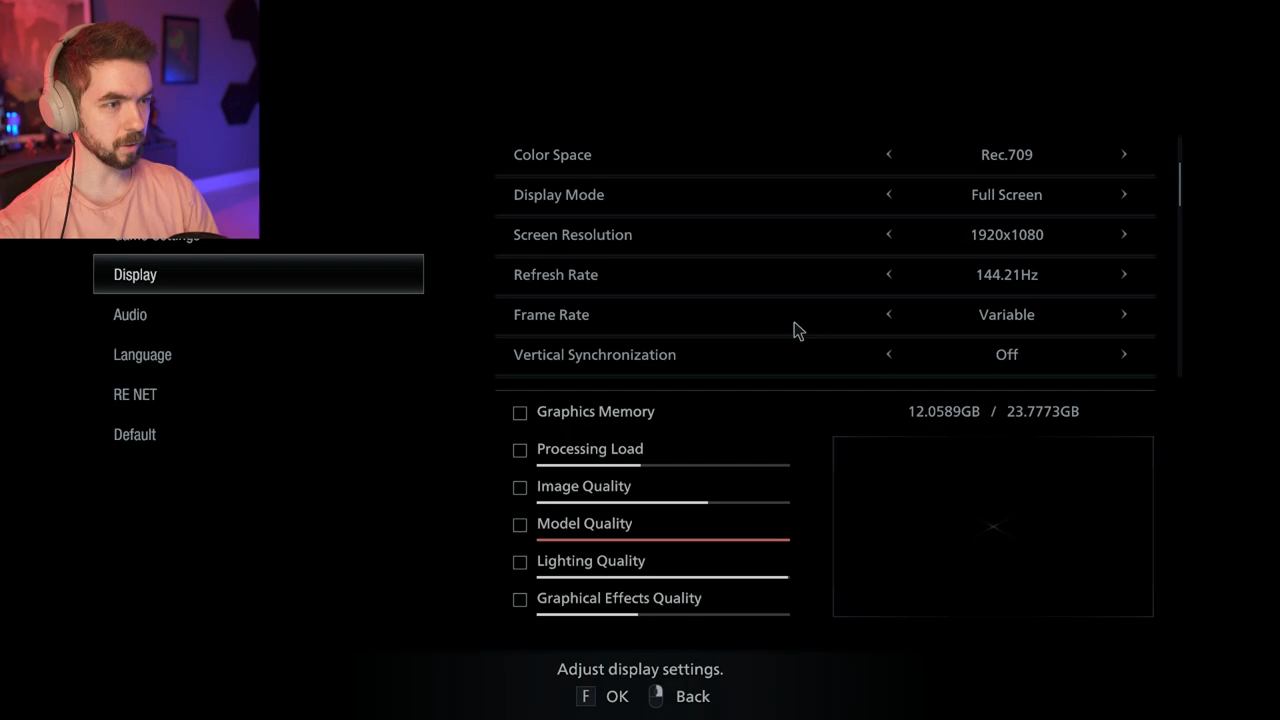 Game Settings
Display
Audio
Language
RE NET
Default
Color Space < Rec.709 >
Display Mode < Full Screen >
Screen Resolution < 1920x1080 >
Refresh Rate < 144.21Hz >
Frame Rate < Variable >
Vertical Synchronization < Off >
Graphics Memory 12.0589GB / 23.7773GB
Processing Load
Image Quality
Model Quality
Lighting Quality
Graphical Effects Quality
Adjust display settings.
F OK Back